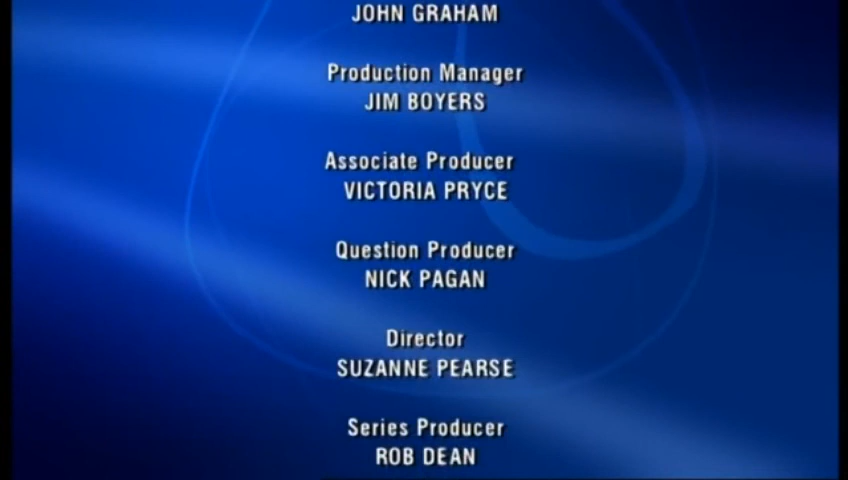 JOHN GRAHAM
Production Manager
JIM BOYERS
Associate Producer
VICTORIA PRYCE
Question Producer
NICK PAGAN
Director
SUZANNE PEARSE
Series Producer
ROB DEAN